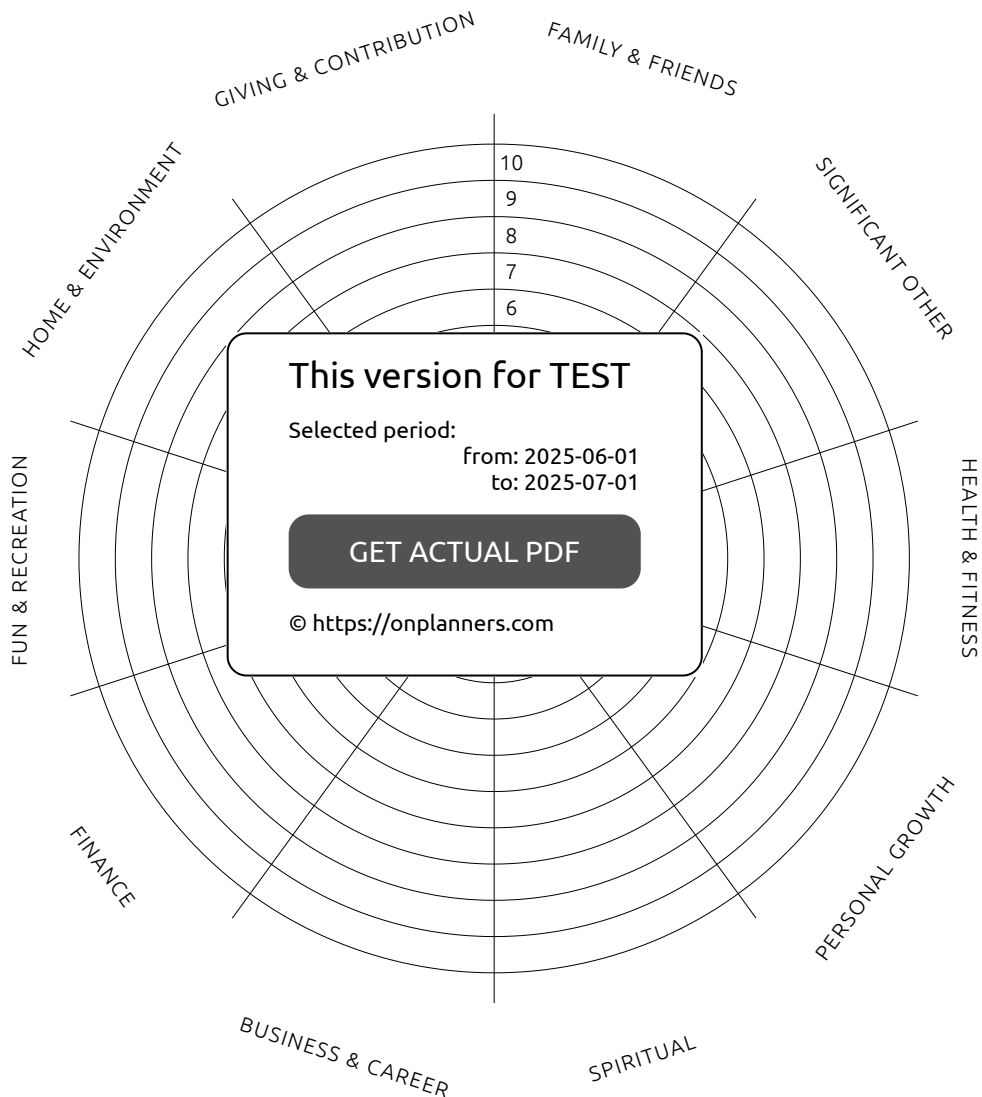 GIVING & CONTRIBUTION
FAMILY & FRIENDS
HOME & ENVIRONMENT
SIGNIFICANT OTHER
10
9
8
7
6
This version for TEST
Selected period:
from: 2025-06-01
to: 2025-07-01
GET ACTUAL PDF
© https://onplanners.com
FUN & RECREATION
HEALTH & FITNESS
FINANCE
PERSONAL GROWTH
BUSINESS & CAREER
SPIRITUAL